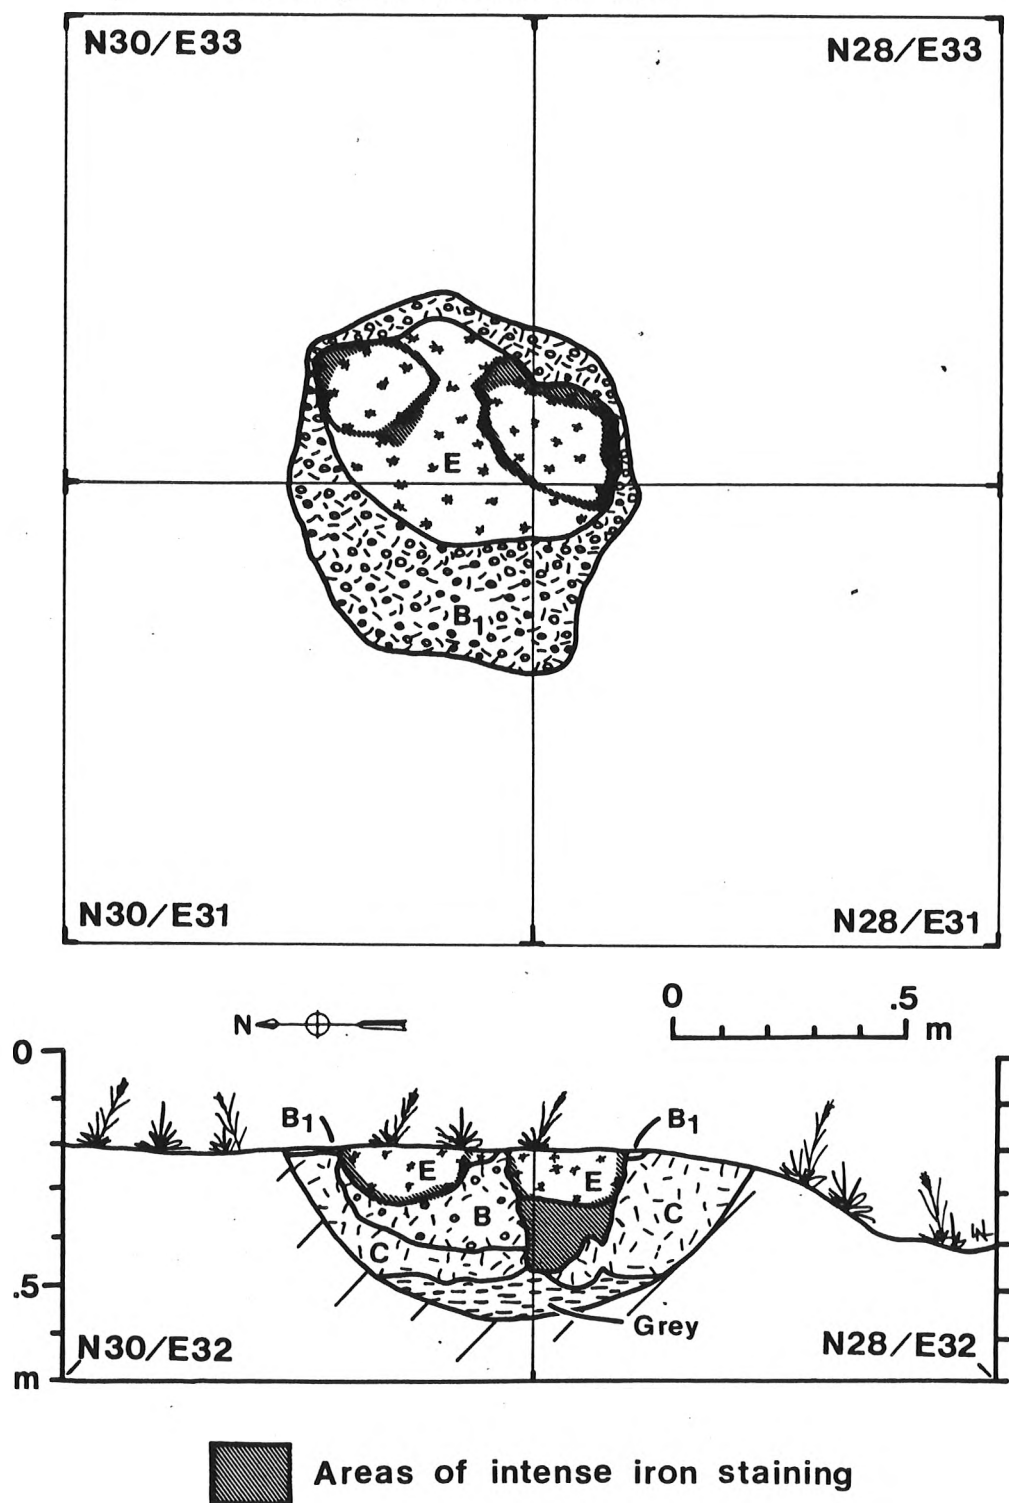 N30/E33
N28/E33
E
B1
N30/E31
N28/E31
0 .5
m
N
0
B1
B1
E
E
B
C
C
.5
Grey
N30/E32
N28/E32
m
Areas of intense iron staining